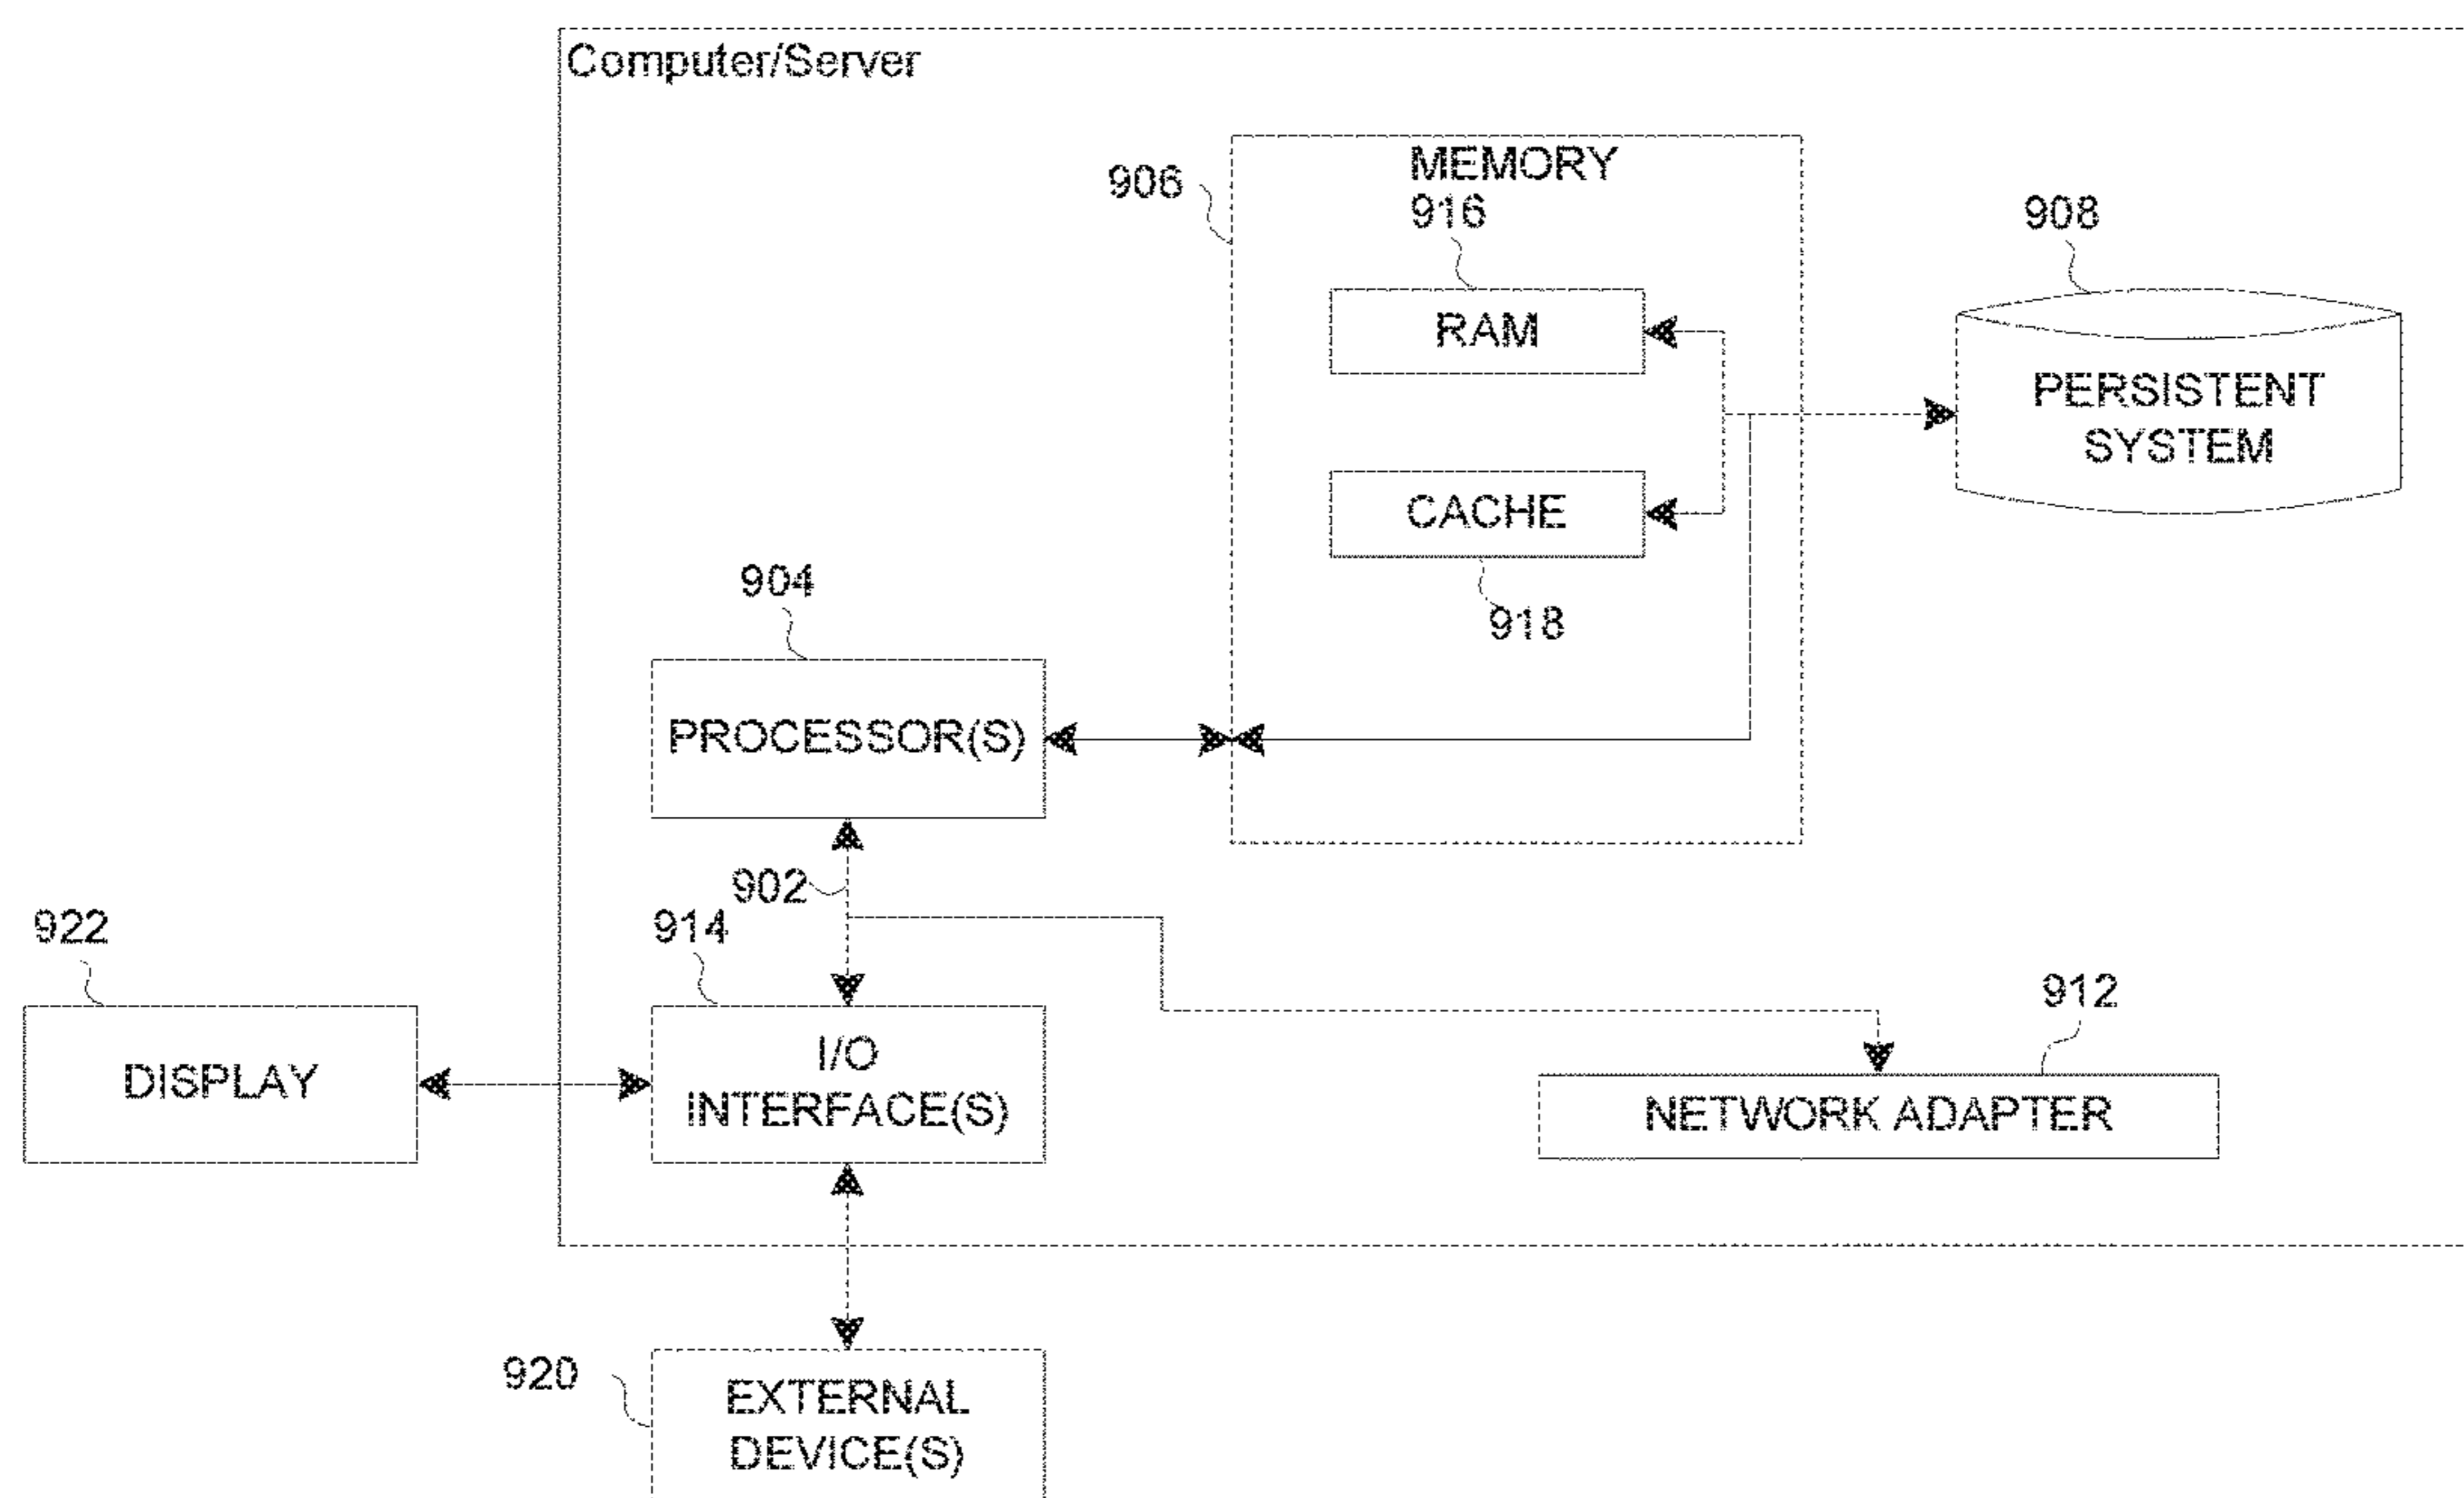 Computer/Server
MEMORY
906
916
908
RAM
PERSISTENT
SYSTEM
CACHE
918
904
PROCESSOR(S)
902
914
922
912
DISPLAY
I/O
INTERFACE(S)
NETWORK ADAPTER
920
EXTERNAL
DEVICE(S)